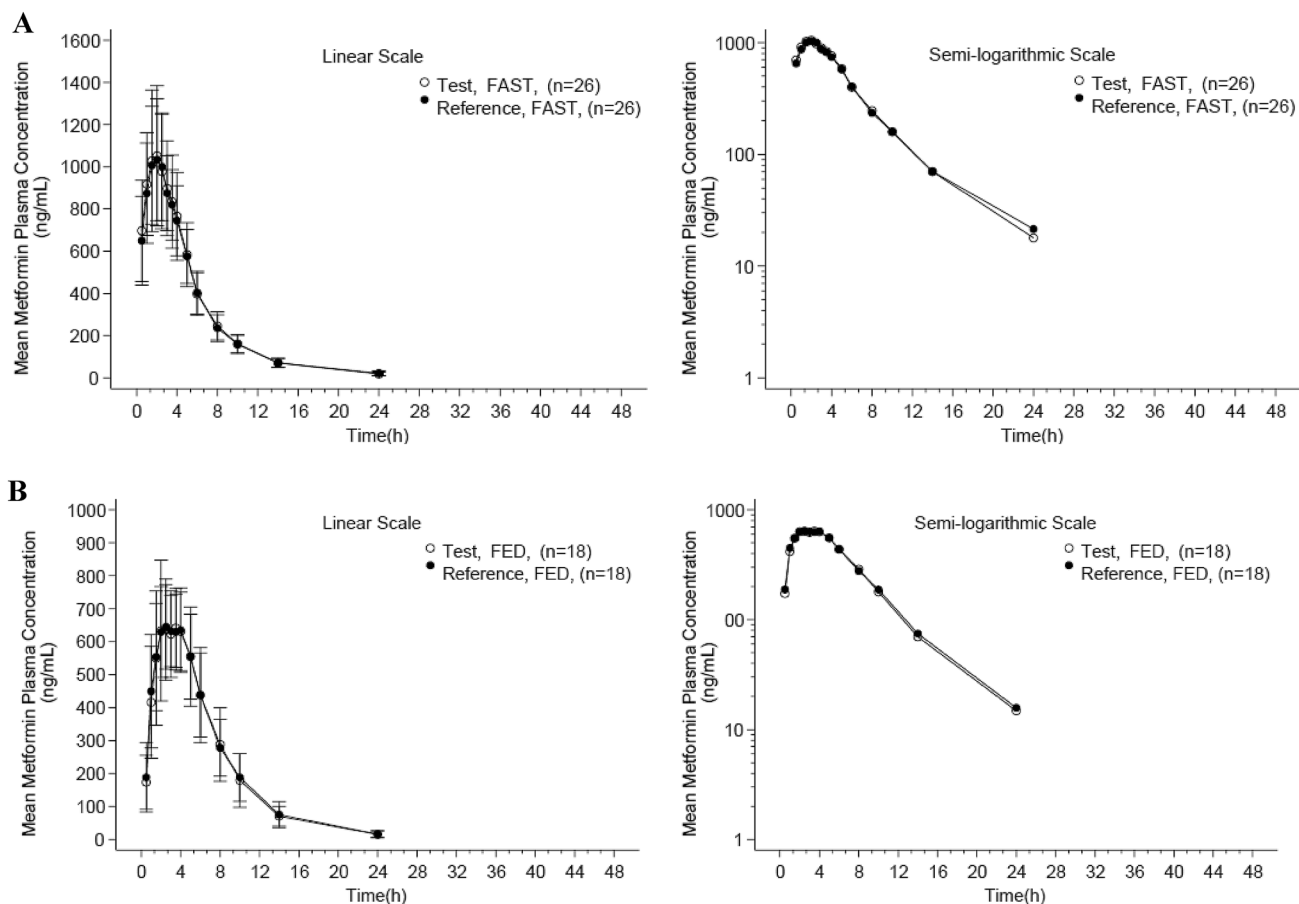 A
Mean Metformin Plasma Concentration
(ng/mL)
1600
1400
1200
1000
800
600
400
200
0
Linear Scale
Test, FAST, (n=26)
Reference, FAST, (n=26)
0 4 8 12 16 20 24 28 32 36 40 44 48
Time(h)
Mean Metformin Plasma Concentration
(ng/mL)
1000
100
10
1
Semi-logarithmic Scale
Test, FAST, (n=26)
Reference, FAST, (n=26)
0 4 8 12 16 20 24 28 32 36 40 44 48
Time(h)
B
Mean Metformin Plasma Concentration
(ng/mL)
1000
900
800
700
600
500
400
300
200
100
0
Linear Scale
Test, FED, (n=18)
Reference, FED, (n=18)
0 4 8 12 16 20 24 28 32 36 40 44 48
Time(h)
Mean Metformin Plasma Concentration
(ng/mL)
1000
00
10
1
Semi-logarithmic Scale
Test, FED, (n=18)
Reference, FED, (n=18)
0 4 8 12 16 20 24 28 32 36 40 44 48
Time(h)